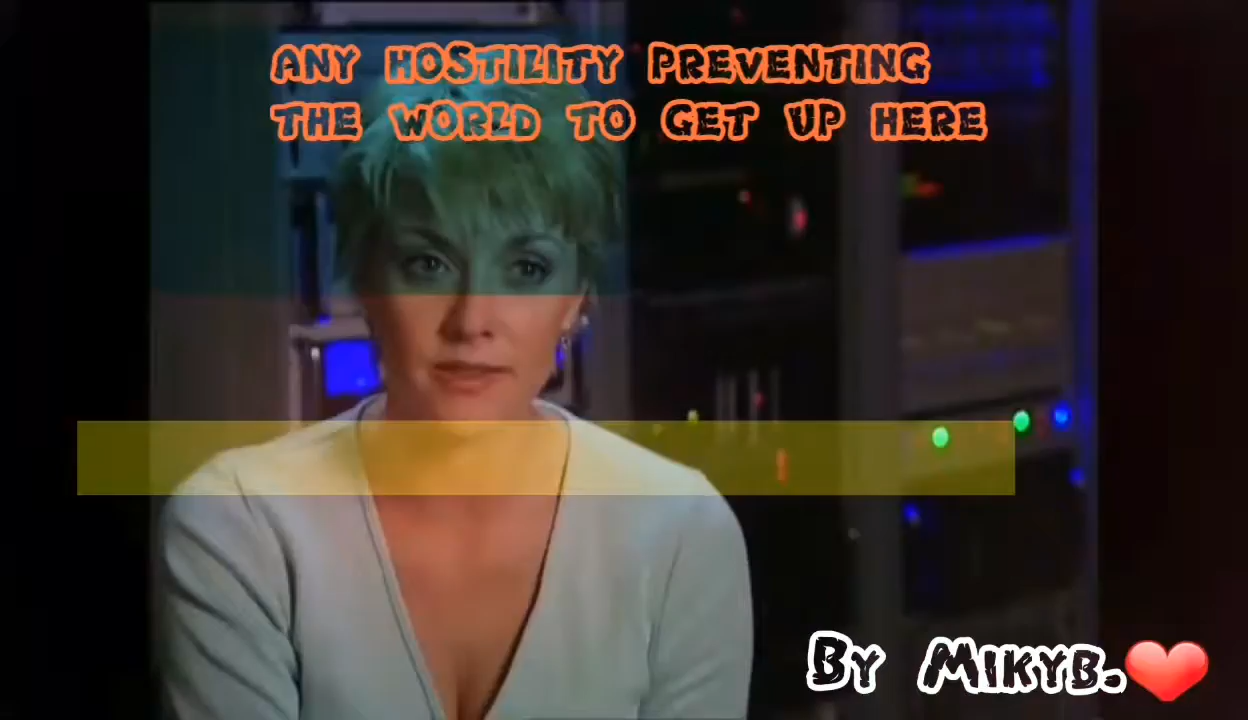 ANY HOSTILITY PREVENTING
THE WORLD TO GET UP HERE
By Mikyb.❤️